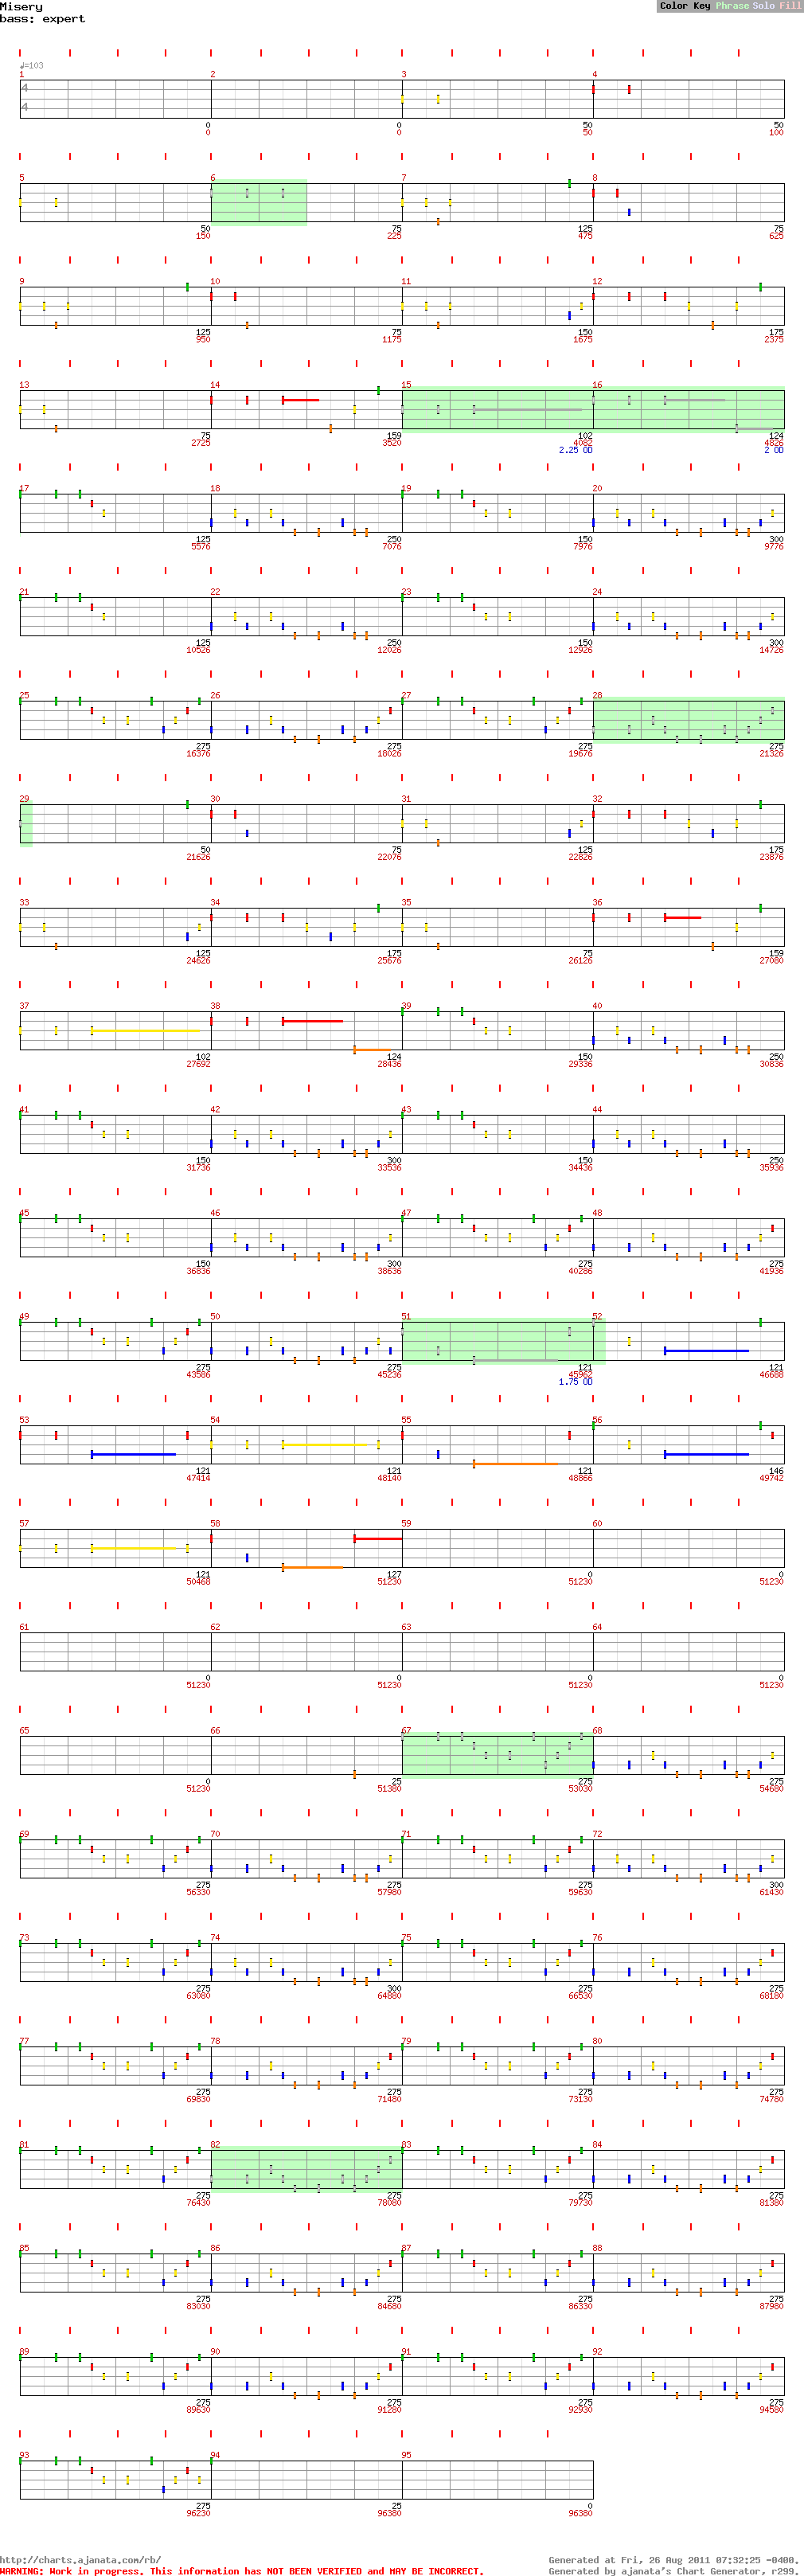 Misery
bass: expert
Color Key Phrase Solo Fill
♩=103
1 2 3 4
4
4
0 0 50 50
0 0 50 100
5 6 7 8
50 75 125 75
150 225 475 625
9 10 11 12
125 75 150 175
950 1175 1675 2375
13 14 15 16
75 159 102 124
2725 3520 4082 4826
2.25 OD 2 OD
17 18 19 20
125 250 150 300
5576 7076 7976 9776
21 22 23 24
125 250 150 300
10526 12026 12926 14726
25 26 27 28
275 275 275 275
16376 18026 19676 21326
29 30 31 32
50 75 125 175
21626 22076 22826 23876
33 34 35 36
125 175 75 159
24626 25676 26126 27080
37 38 39 40
102 124 150 250
27692 28436 29336 30836
41 42 43 44
150 300 150 250
31736 33536 34436 35936
45 46 47 48
150 300 275 275
36836 38636 40286 41936
49 50 51 52
275 275 121 121
43586 45236 45962 46688
1.75 OD
53 54 55 56
121 121 121 146
47414 48140 48866 49742
57 58 59 60
121 127 0 0
50468 51230 51230 51230
61 62 63 64
0 0 0 0
51230 51230 51230 51230
65 66 67 68
0 25 275 275
51230 51380 53030 54680
69 70 71 72
275 275 275 300
56330 57980 59630 61430
73 74 75 76
275 300 275 275
63080 64880 66530 68180
77 78 79 80
275 275 275 275
69830 71480 73130 74780
81 82 83 84
275 275 275 275
76430 78080 79730 81380
85 86 87 88
275 275 275 275
83030 84680 86330 87980
89 90 91 92
275 275 275 275
89630 91280 92930 94580
93 94 95
275 25 0
96230 96380 96380
http://charts.ajanata.com/rb/ Generated at Fri, 26 Aug 2011 07:32:25 -0400.
WARNING: Work in progress. This information has NOT BEEN VERIFIED and MAY BE INCORRECT. Generated by ajanata's Chart Generator, r299.